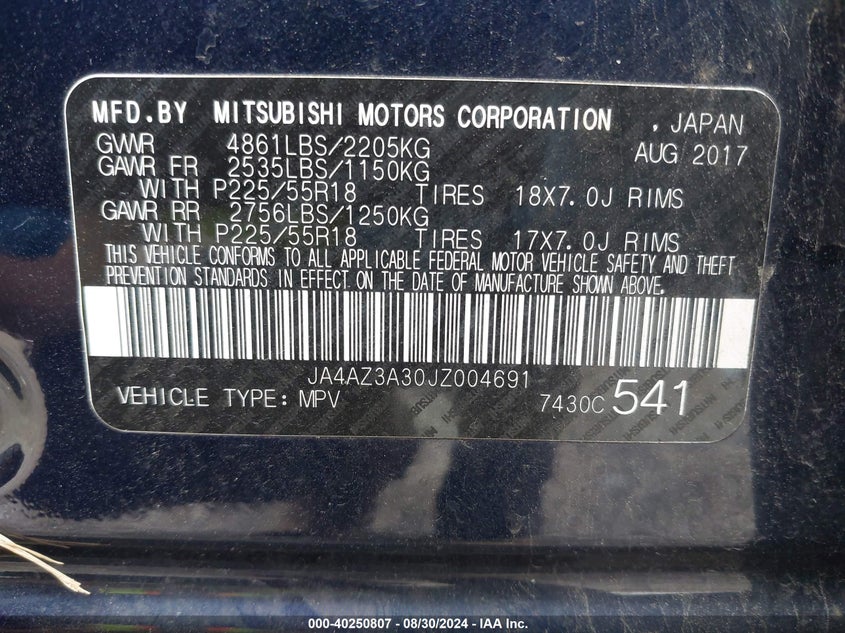 MFD.BY MITSUBISHI MOTORS CORPORATION , JAPAN
GVWR 4861LBS/2205KG AUG 2017
GAWR FR 2535LBS/1150KG
WITH P225/55R18 TIRES 18X7.0J RIMS
GAWR RR 2756LBS/1250KG
WITH P225/55R18 TIRES 17X7.0J RIMS
THIS VEHICLE CONFORMS TO ALL APPLICABLE FEDERAL MOTOR VEHICLE SAFETY AND THEFT
PREVENTION STANDARDS IN EFFECT ON THE DATE OF MANUFACTURE SHOWN ABOVE.
JA4AZ3A30JZ004691
VEHICLE TYPE: MPV 7430C 541
000-40250807 - 08/30/2024 - IAA Inc.